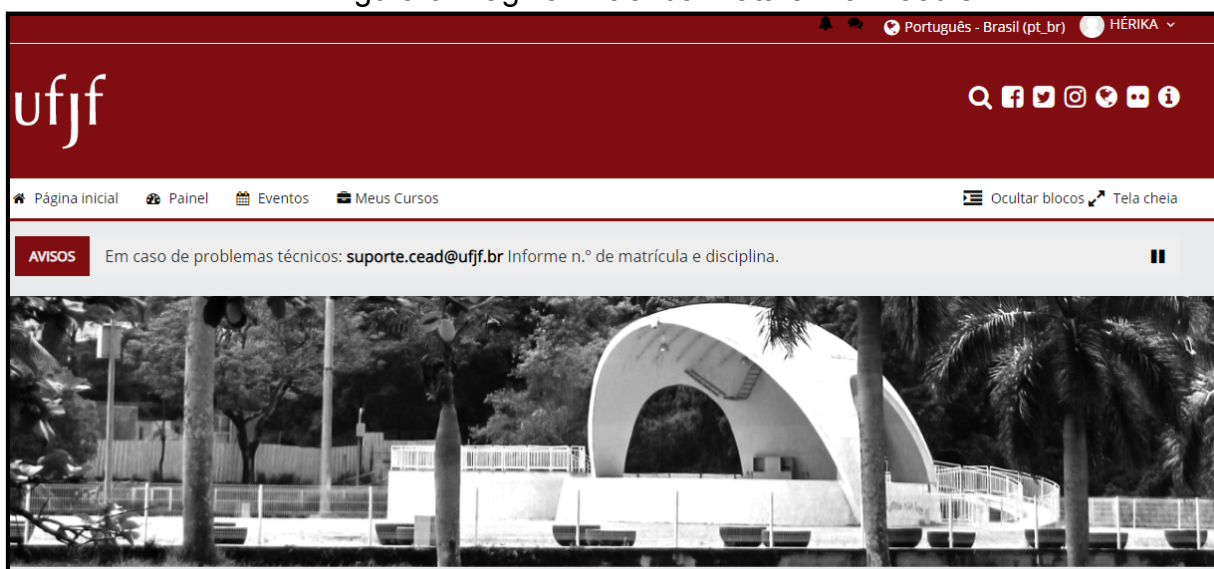 Português - Brasil (pt_br) HÉRIKA
ufjf
Página inicial Painel Eventos Meus Cursos Ocultar blocos Tela cheia
AVISOS Em caso de problemas técnicos: suporte.cead@ufjf.br Informe n.º de matrícula e disciplina.